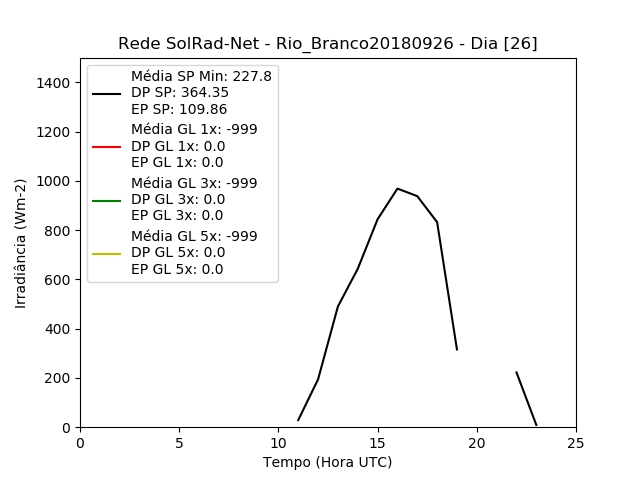 Rede SolRad-Net - Rio_Branco20180926 - Dia [26]
Média SP Min: 227.8
DP SP: 364.35
EP SP: 109.86
Média GL 1x: -999
DP GL 1x: 0.0
EP GL 1x: 0.0
Média GL 3x: -999
DP GL 3x: 0.0
EP GL 3x: 0.0
Média GL 5x: -999
DP GL 5x: 0.0
EP GL 5x: 0.0
Irradiância (Wm-2)
1400
1200
1000
800
600
400
200
0
0 5 10 15 20 25
Tempo (Hora UTC)